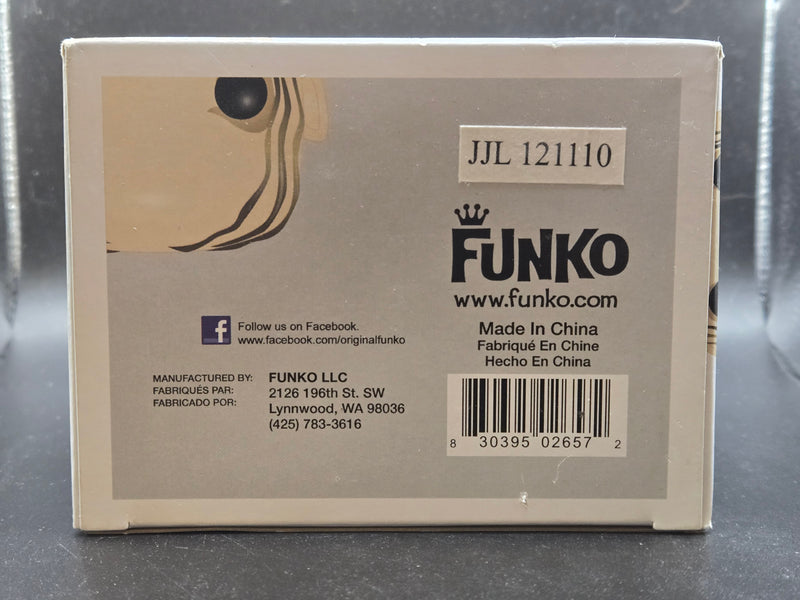 JJL 121110
FUNKO
www.funko.com
Made In China
Fabriqué En Chine
Hecho En China
f Follow us on Facebook.
www.facebook.com/originalfunko
MANUFACTURED BY: FUNKO LLC
FABRIQUÉS PAR: 2126 196th St. SW
FABRICADO POR: Lynnwood, WA 98036
(425) 783-3616
8 30395 02657 2